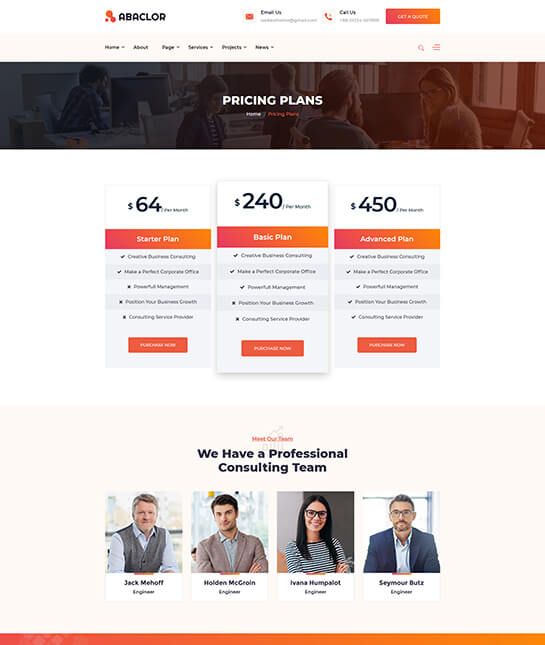 ABACLOR
Email Us
Call Us
GET A QUOTE
Home
About
Page
Services
Projects
News
PRICING PLANS
Home / Pricing Plans
$ 64 / Per Month
Starter Plan
Creative Business Consulting
Make a Perfect Corporate Office
Powerfull Management
Position Your Business Growth
Consulting Service Provider
PURCHASE NOW
$ 240 / Per Month
Basic Plan
Creative Business Consulting
Make a Perfect Corporate Office
Powerfull Management
Position Your Business Growth
Consulting Service Provider
PURCHASE NOW
$ 450 / Per Month
Advanced Plan
Creative Business Consulting
Make a Perfect Corporate Office
Powerfull Management
Position Your Business Growth
Consulting Service Provider
PURCHASE NOW
Meet Our Team
We Have a Professional
Consulting Team
Jack Mehoff
Engineer
Holden McGroin
Engineer
Ivana Humpalot
Engineer
Seymour Butz
Engineer